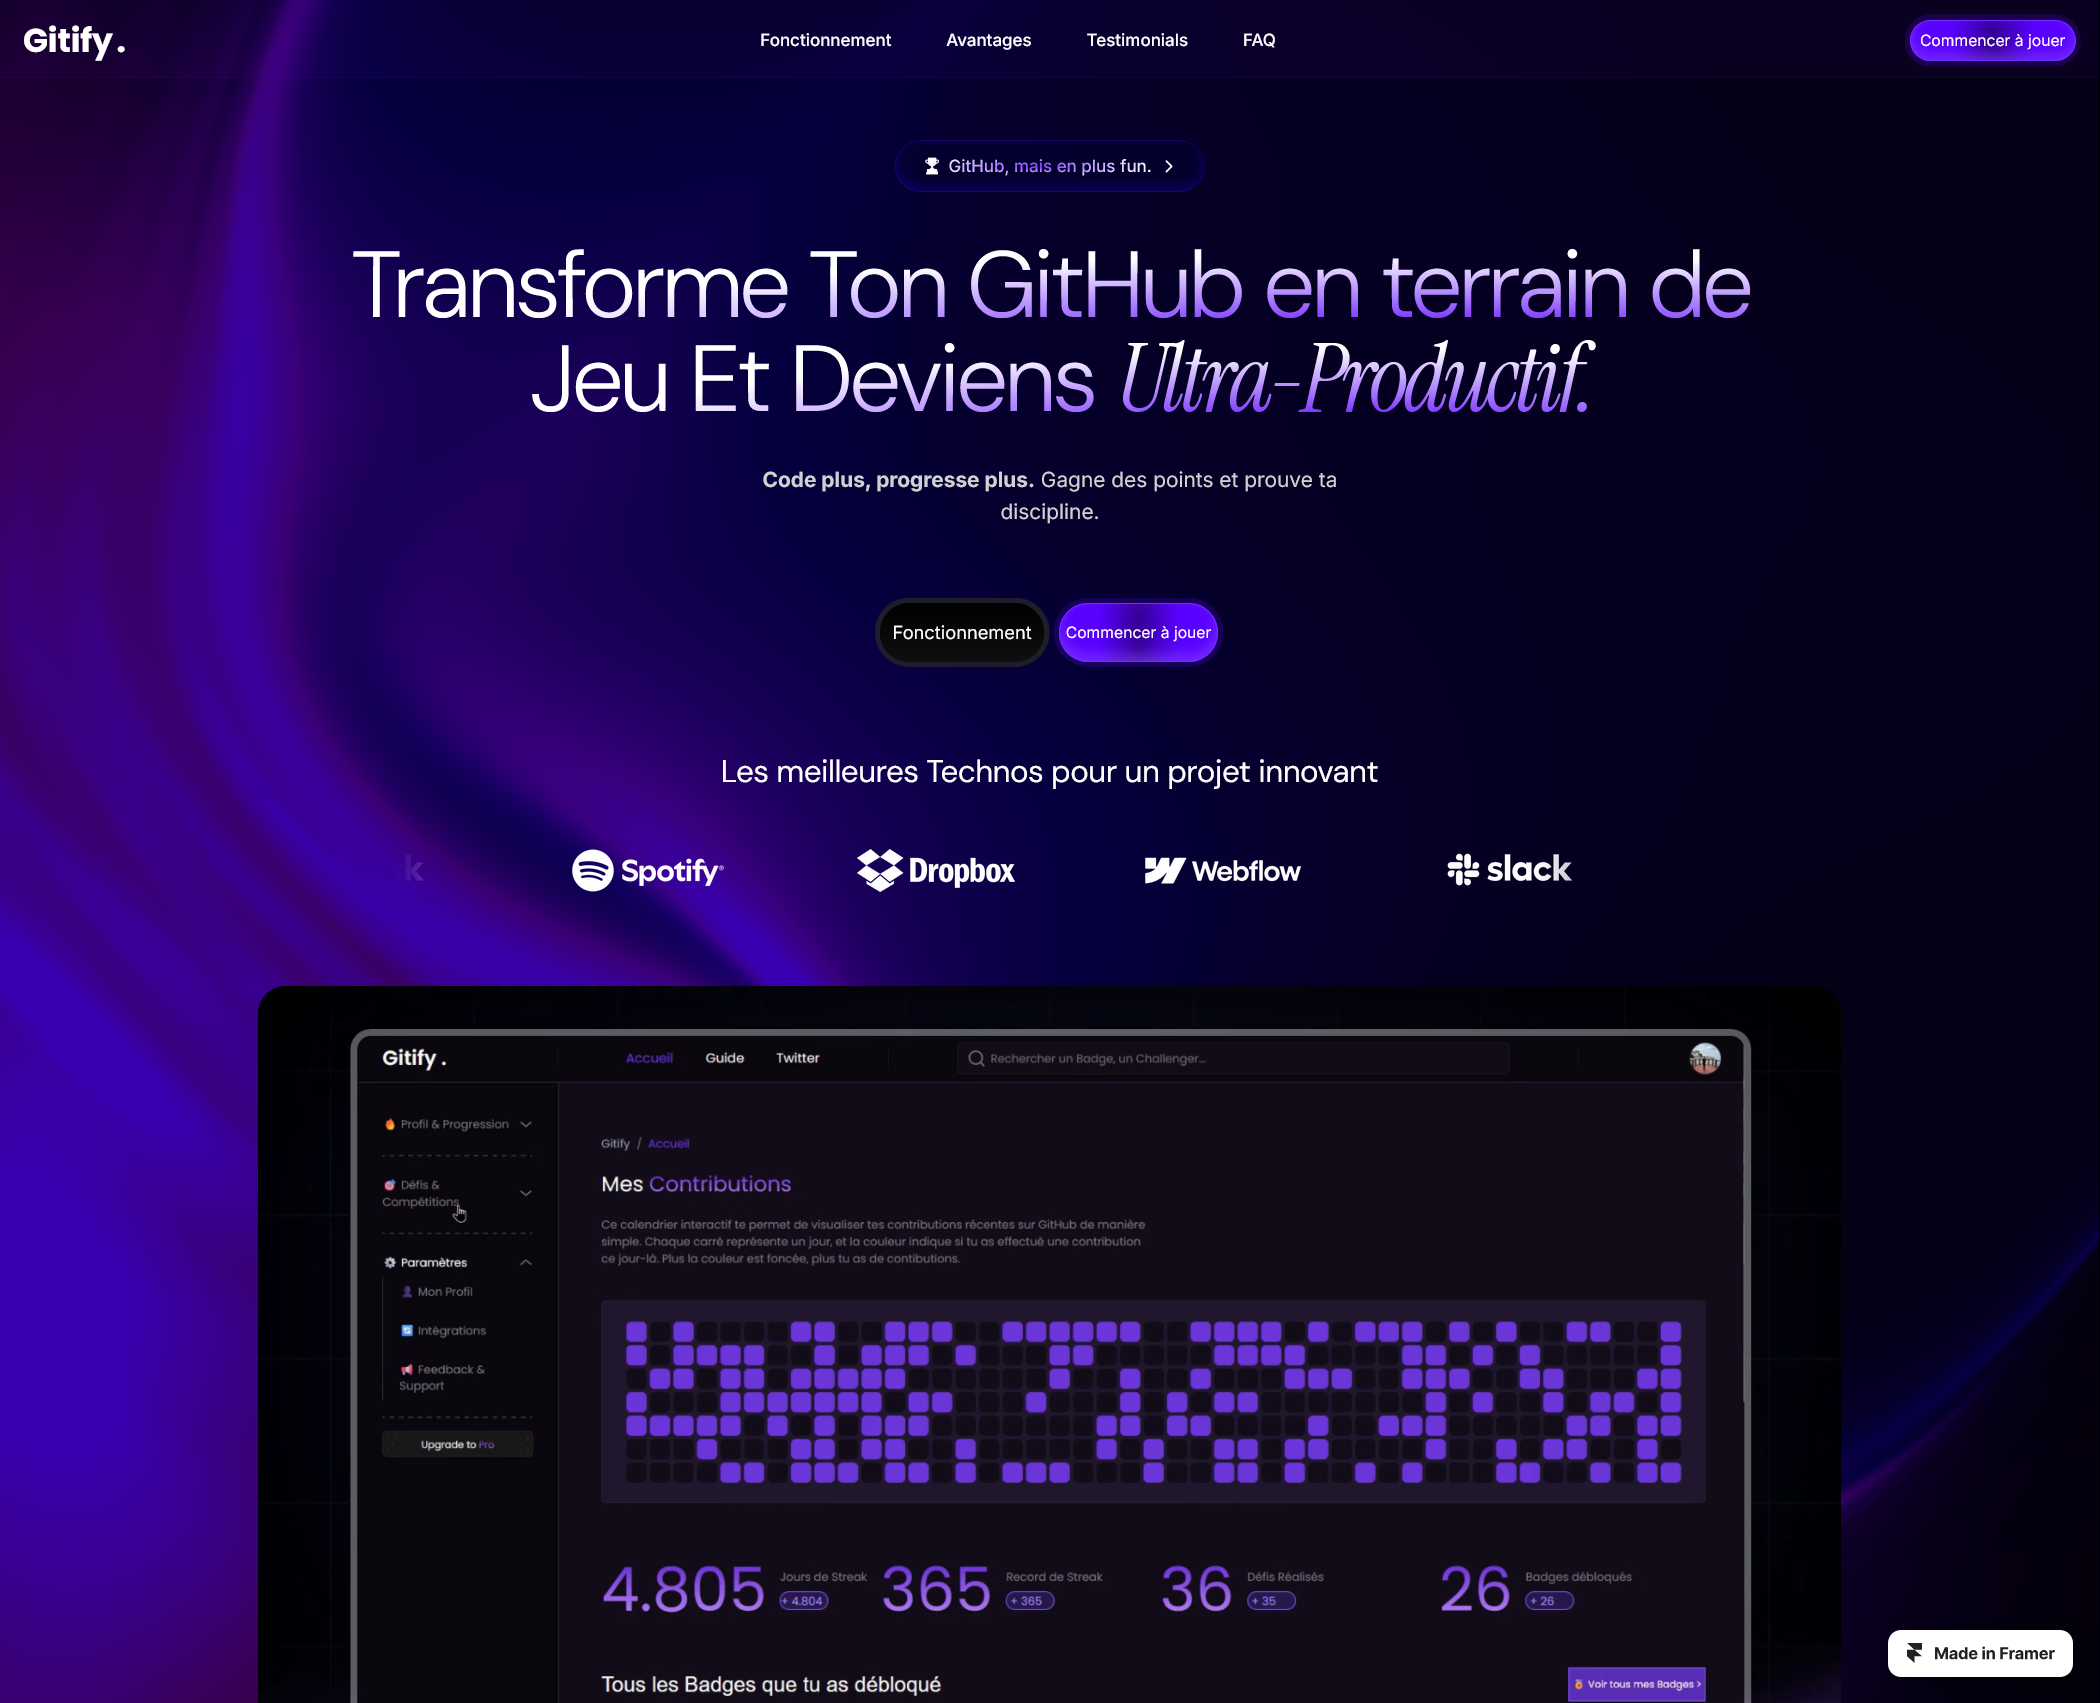 Gitify .
Fonctionnement
Avantages
Testimonials
FAQ
Commencer à jouer
GitHub, mais en plus fun.
Transforme Ton GitHub en terrain de
Jeu Et Deviens Ultra-Productif.
Code plus, progresse plus. Gagne des points et prouve ta
discipline.
Fonctionnement
Commencer à jouer
Les meilleures Technos pour un projet innovant
k
Spotify
Dropbox
Webflow
slack
Gitify .
Accueil
Guide
Twitter
Rechercher un Badge, un Challenger...
Profil & Progression
Défis &
Compétitions
Paramètres
Mon Profil
Intégrations
Feedback &
Support
Upgrade to Pro
Gitify / Accueil
Mes Contributions
Ce calendrier interactif te permet de visualiser tes contributions récentes sur GitHub de manière
simple. Chaque carré représente un jour, et la couleur indique si tu as effectué une contribution
ce jour-là. Plus la couleur est foncée, plus tu as de contibutions.
4.805
Jours de Streak
+ 4.804
365
Record de Streak
+ 365
36
Défis Réalisés
+ 35
26
Badges débloqués
+ 26
Tous les Badges que tu as débloqué
Voir tous mes Badges >
Made in Framer